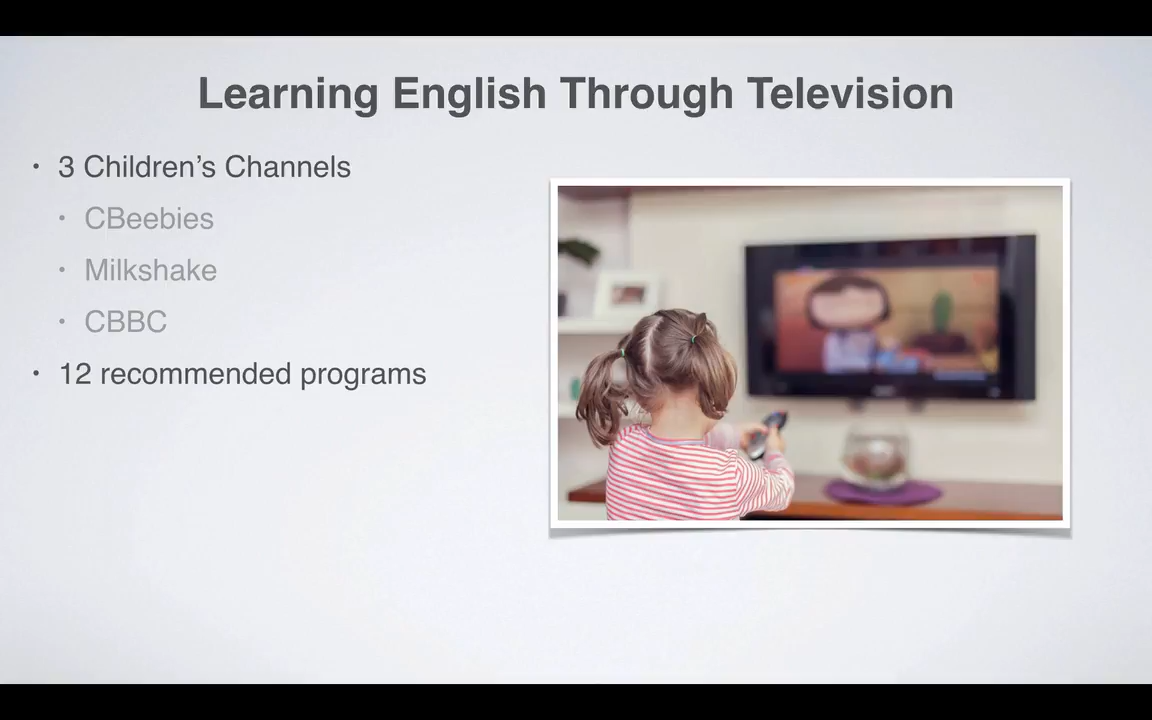 Learning English Through Television
• 3 Children’s Channels
• CBeebies
• Milkshake
• CBBC
• 12 recommended programs